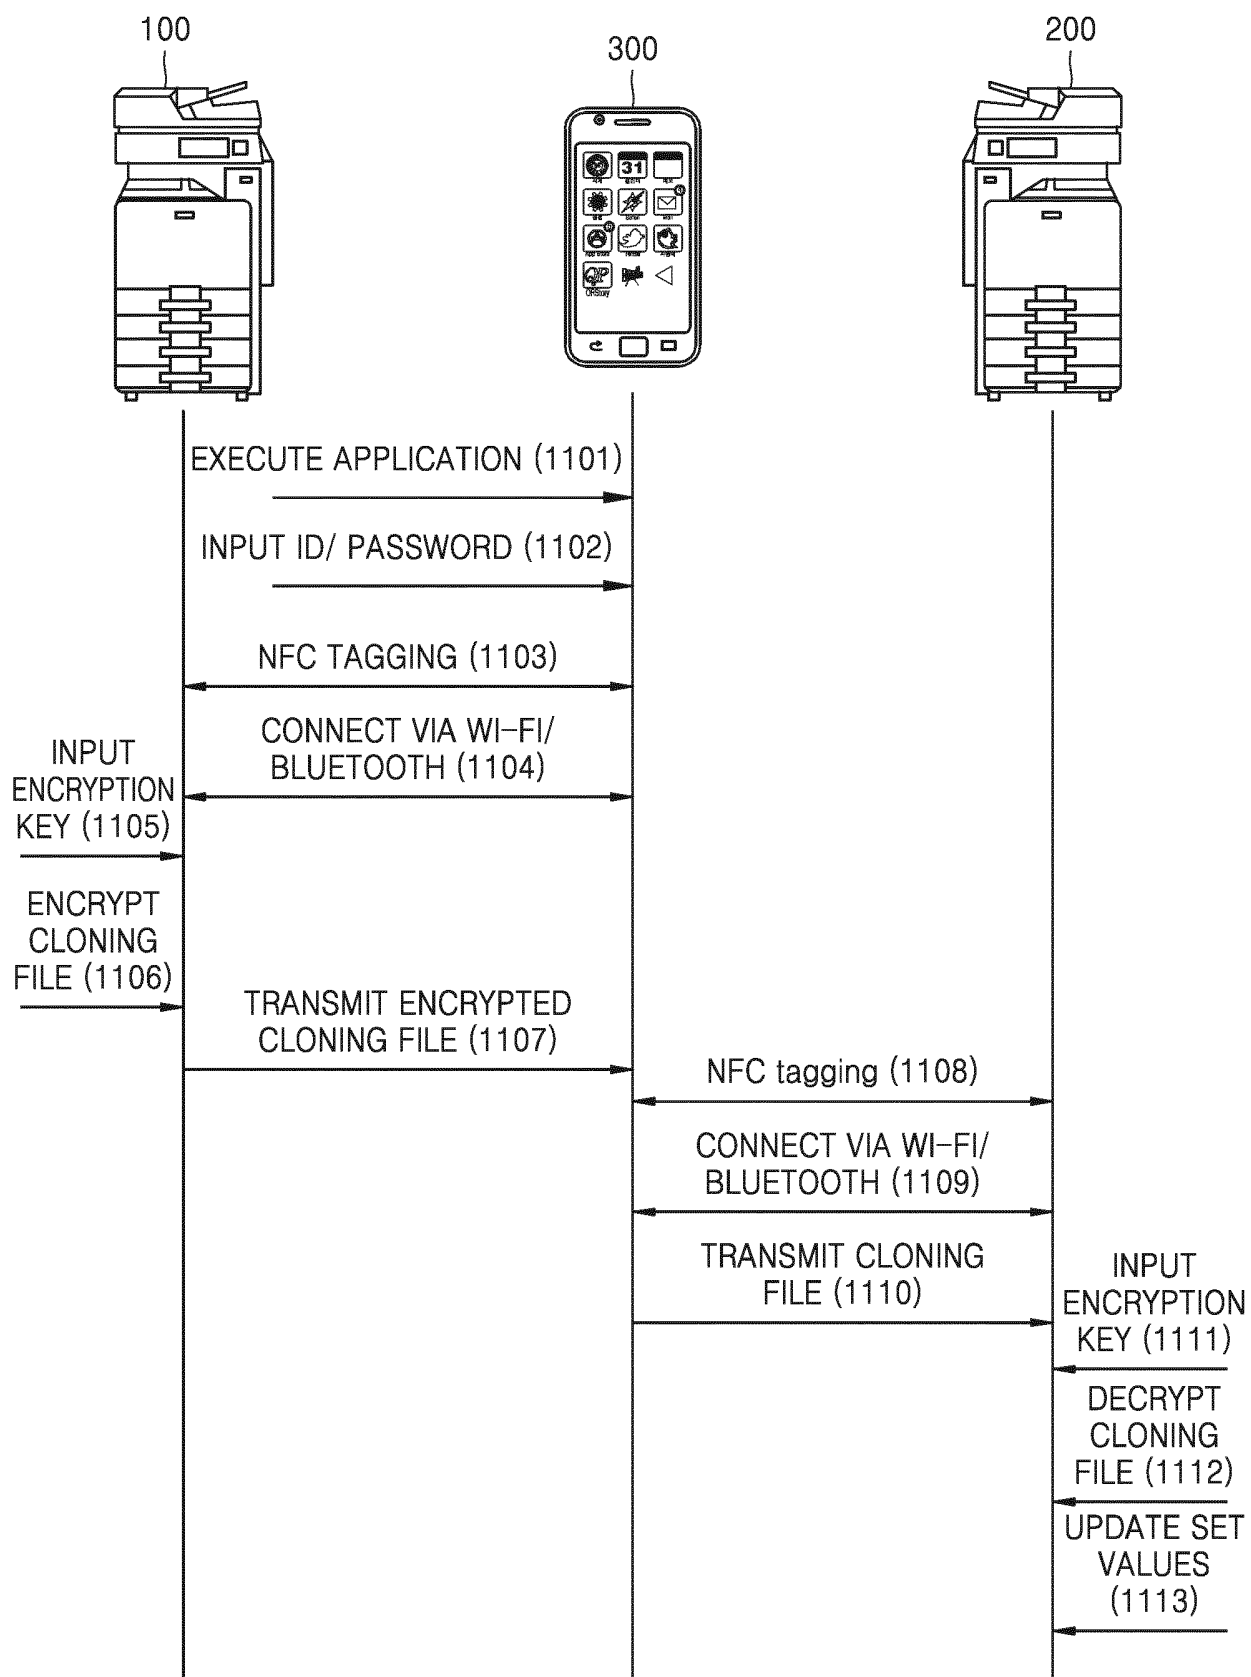 100
300
200
31
EXECUTE APPLICATION (1101)
INPUT ID/ PASSWORD (1102)
NFC TAGGING (1103)
CONNECT VIA WI-FI/
BLUETOOTH (1104)
INPUT
ENCRYPTION
KEY (1105)
ENCRYPT
CLONING
FILE (1106)
TRANSMIT ENCRYPTED
CLONING FILE (1107)
NFC tagging (1108)
CONNECT VIA WI-FI/
BLUETOOTH (1109)
TRANSMIT CLONING
FILE (1110)
INPUT
ENCRYPTION
KEY (1111)
DECRYPT
CLONING
FILE (1112)
UPDATE SET
VALUES
(1113)